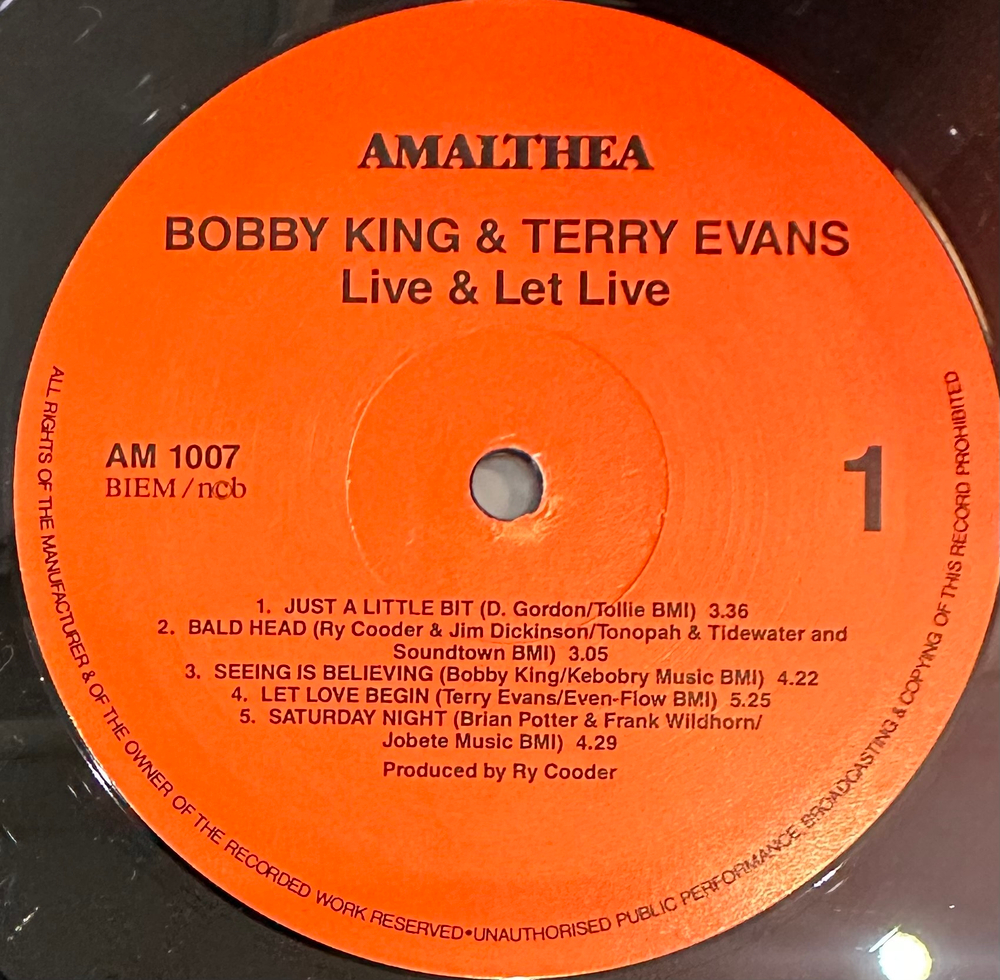 AMALTHEA
BOBBY KING & TERRY EVANS
Live & Let Live
AM 1007
BIEM/ncb
1
1. JUST A LITTLE BIT (D. Gordon/Tollie BMI) 3.36
2. BALD HEAD (Ry Cooder & Jim Dickinson/Tonopah & Tidewater and
Soundtown BMI) 3.05
3. SEEING IS BELIEVING (Bobby King/Kebobry Music BMI) 4.22
4. LET LOVE BEGIN (Terry Evans/Even-Flow BMI) 5.25
5. SATURDAY NIGHT (Brian Potter & Frank Wildhorn/
Jobete Music BMI) 4.29
Produced by Ry Cooder
ALL RIGHTS OF THE MANUFACTURER & OF THE OWNER OF THE RECORDED WORK RESERVED•UNAUTHORISED PUBLIC PERFORMANCE BROADCASTING & COPYING OF THIS RECORD PROHIBITED